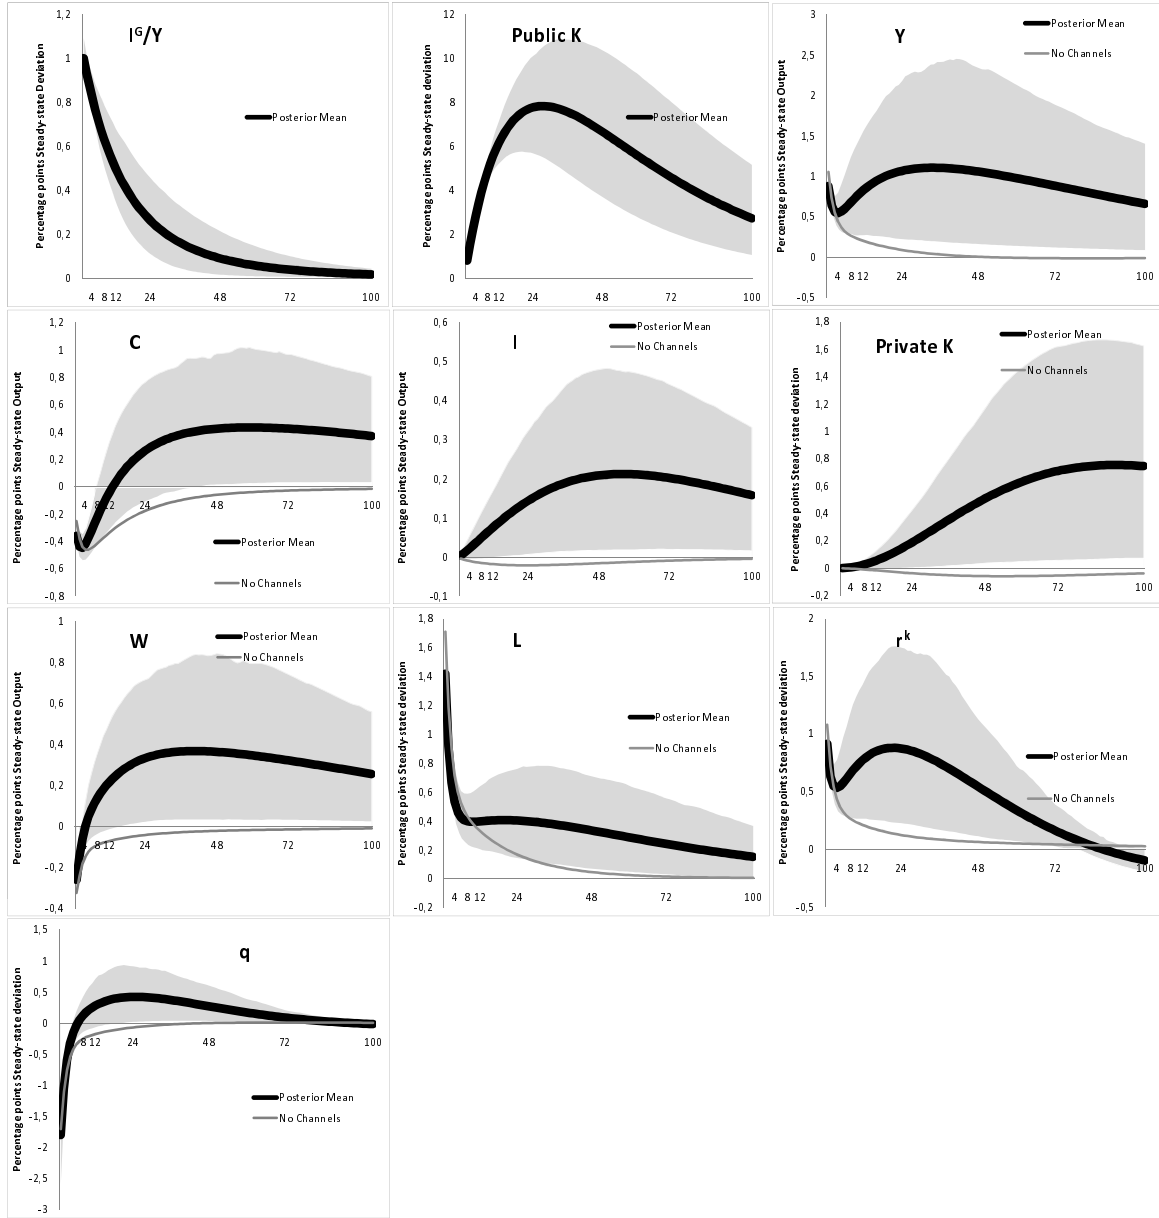 I^G/Y
Percentage points Steady-state Deviation
1,2
1
0,8
0,6
0,4
0,2
0
4 8 12 24 48 72 100
Posterior Mean
Public K
Percentage points Steady-state deviation
12
10
8
6
4
2
0
4 8 12 24 48 72 100
Posterior Mean
Y
Percentage points Steady-state Output
3
2,5
2
1,5
1
0,5
0
-0,5
4 8 12 24 48 72 100
Posterior Mean
No Channels
C
Percentage points Steady-state Output
1,2
1
0,8
0,6
0,4
0,2
0
-0,2
-0,4
-0,6
-0,8
4 8 12 24 48 72 100
Posterior Mean
No Channels
I
Percentage points Steady-state Output
0,6
0,5
0,4
0,3
0,2
0,1
0
-0,1
4 8 12 24 48 72 100
Posterior Mean
No Channels
Private K
Percentage points Steady-state deviation
1,8
1,6
1,4
1,2
1
0,8
0,6
0,4
0,2
0
-0,2
4 8 12 24 48 72 100
Posterior Mean
No Channels
W
Percentage points Steady-state Output
1
0,8
0,6
0,4
0,2
0
-0,2
-0,4
8 12 24 48 72 100
Posterior Mean
No Channels
L
Percentage points Steady-state deviation
1,8
1,6
1,4
1,2
1
0,8
0,6
0,4
0,2
0
-0,2
4 8 12 24 48 72 100
Posterior Mean
No Channels
r^k
Percentage points Steady-state deviation
2
1,5
1
0,5
0
-0,5
4 8 12 24 48 72 100
Posterior Mean
No Channels
q
Percentage points Steady-state deviation
1,5
1
0,5
0
-0,5
-1
-1,5
-2
-2,5
-3
8 12 24 48 72 100
Posterior Mean
No Channels